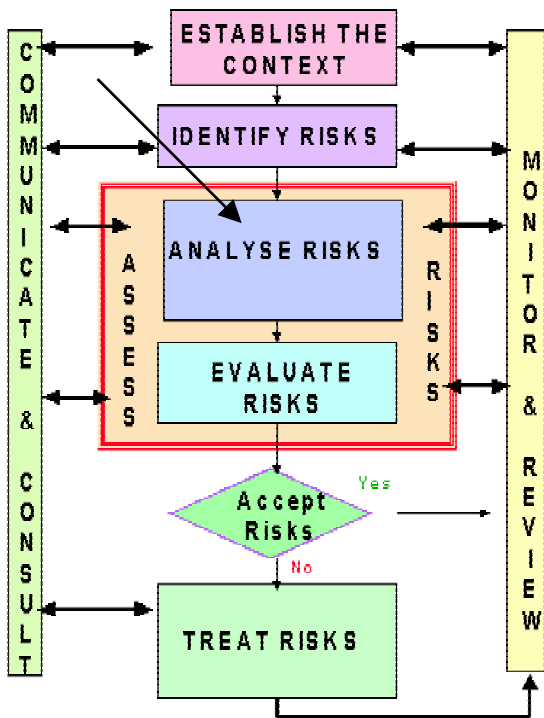 ESTABLISH THE
CONTEXT
IDENTIFY RISKS
ANALYSE RISKS
EVALUATE
RISKS
Accept
Risks
Yes
No
TREAT RISKS
COMMUNICATE & CONSULT
ASSESS
RISKS
MONITOR & REVIEW